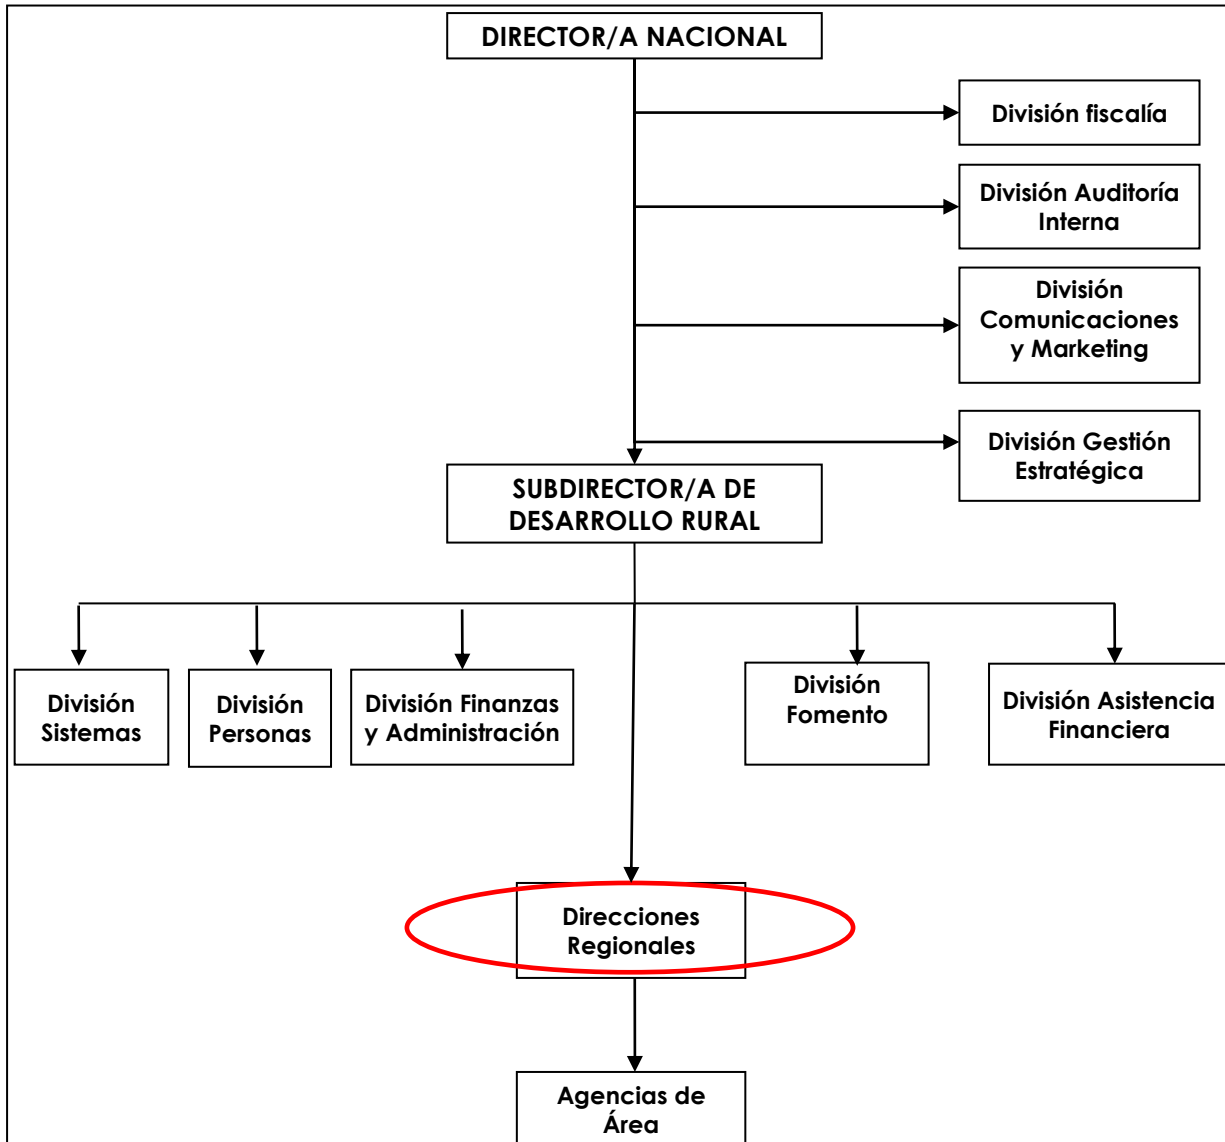 DIRECTOR/A NACIONAL
División fiscalía
División Auditoría
Interna
División
Comunicaciones
y Marketing
División Gestión
Estratégica
SUBDIRECTOR/A DE
DESARROLLO RURAL
División
Sistemas
División
Personas
División Finanzas
y Administración
División
Fomento
División Asistencia
Financiera
Direcciones
Regionales
Agencias de
Área